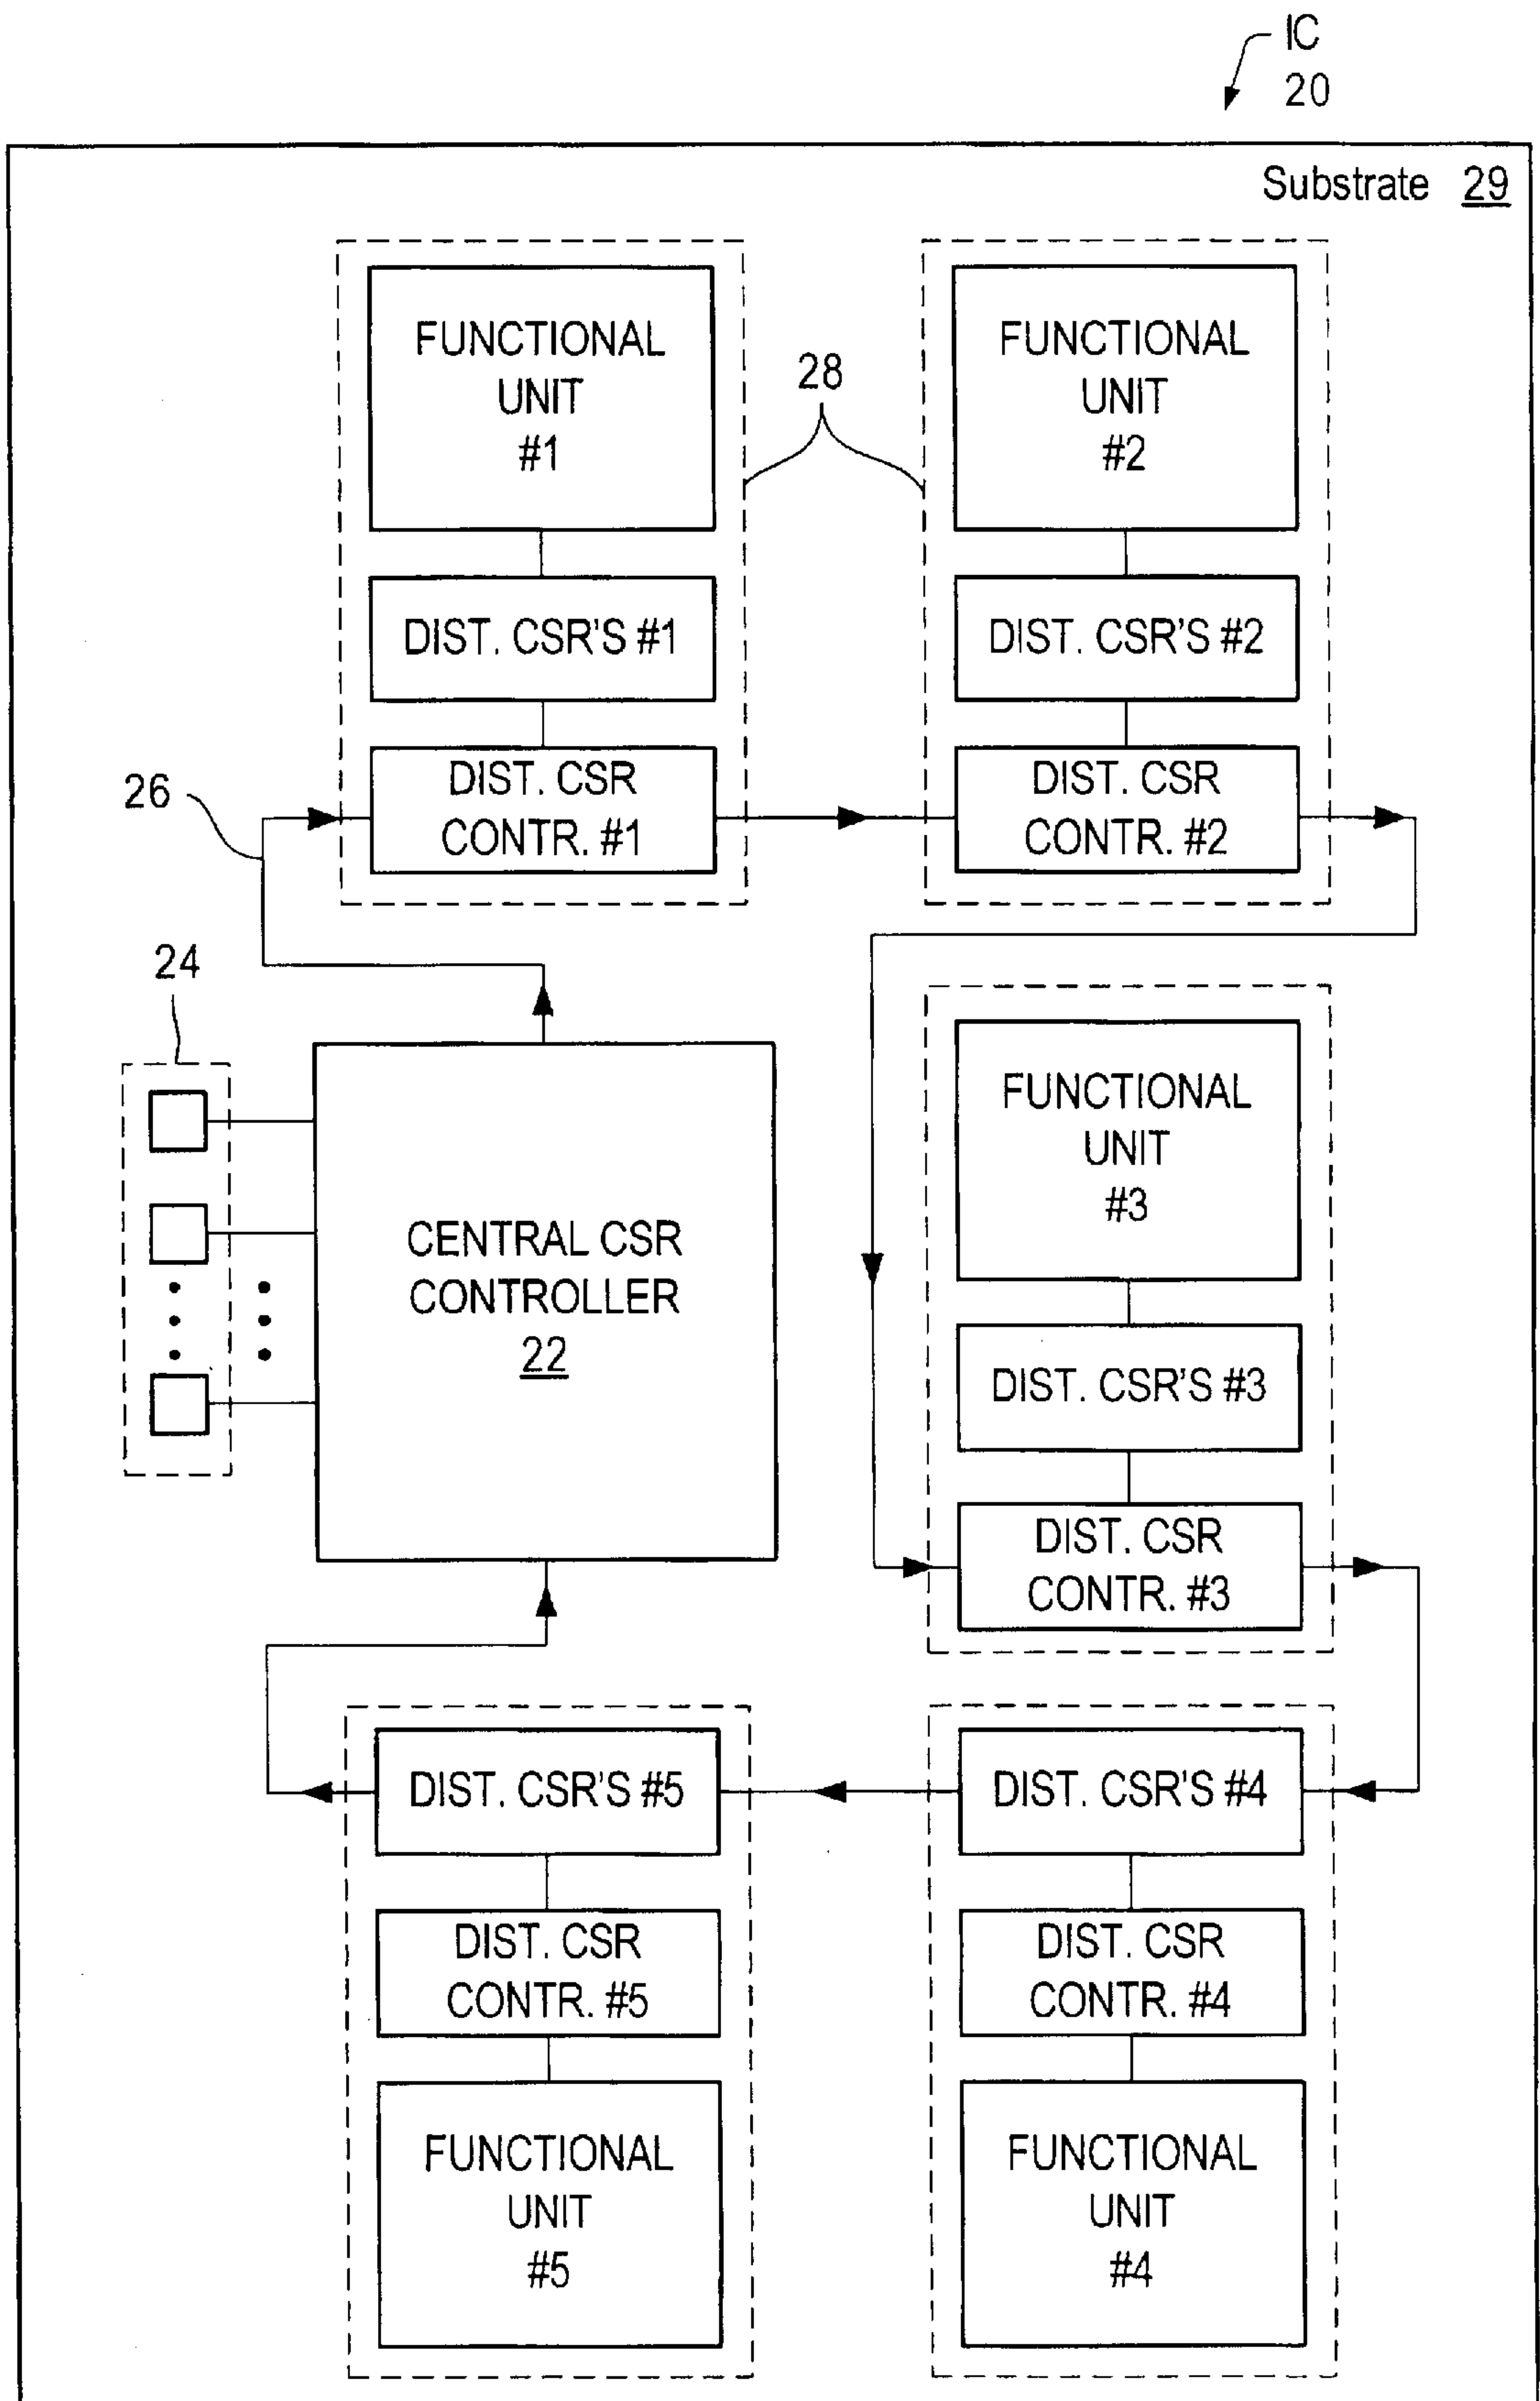 IC
20
Substrate 29
FUNCTIONAL
UNIT
#1
28
FUNCTIONAL
UNIT
#2
DIST. CSR'S #1
DIST. CSR'S #2
26
DIST. CSR
CONTR. #1
DIST. CSR
CONTR. #2
24
FUNCTIONAL
UNIT
#3
CENTRAL CSR
CONTROLLER
22
DIST. CSR'S #3
DIST. CSR
CONTR. #3
DIST. CSR'S #5
DIST. CSR'S #4
DIST. CSR
CONTR. #5
DIST. CSR
CONTR. #4
FUNCTIONAL
UNIT
#5
FUNCTIONAL
UNIT
#4